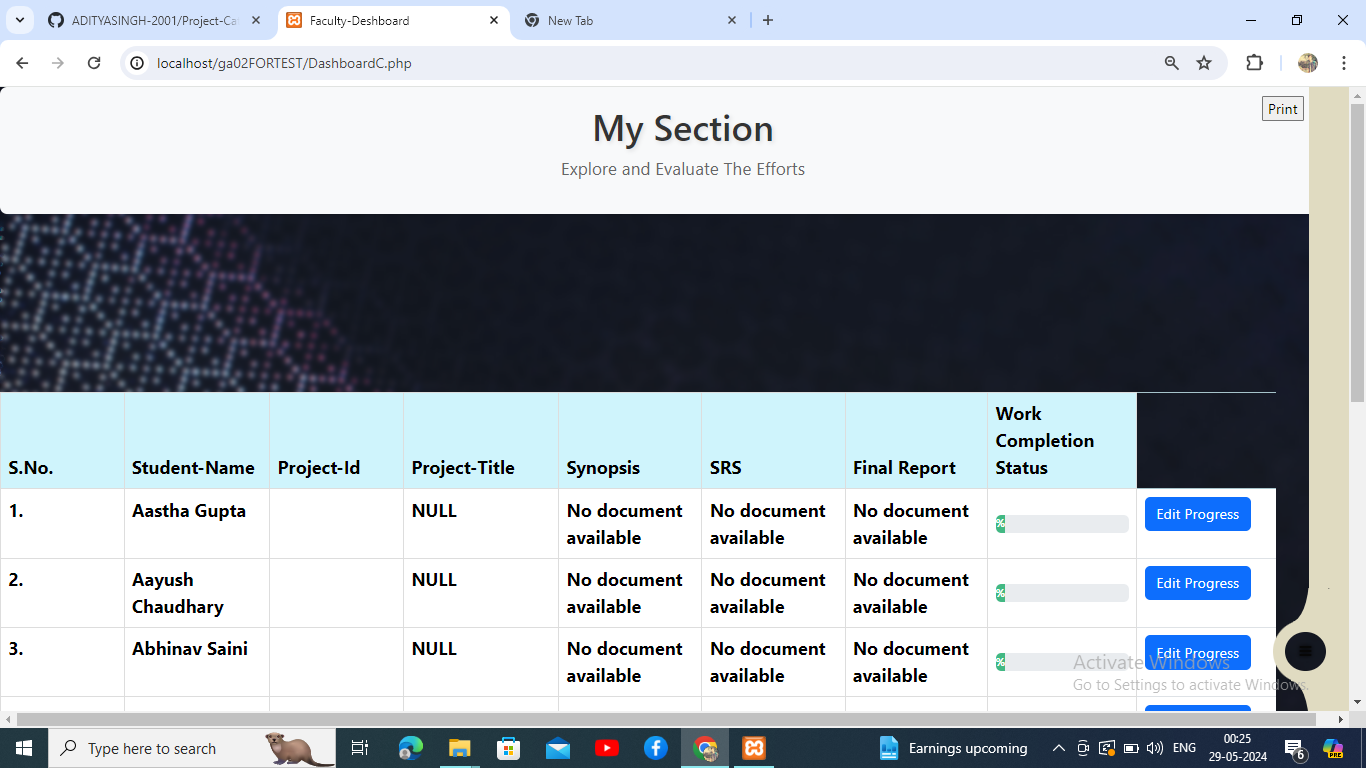 ADITYASINGH-2001/Project-Ca
Faculty-Deshboard
New Tab
localhost/ga02FORTEST/DashboardC.php
Print
My Section
Explore and Evaluate The Efforts
S.No.
Student-Name
Project-Id
Project-Title
Synopsis
SRS
Final Report
Work
Completion
Status
1.
Aastha Gupta
NULL
No document
available
No document
available
No document
available
%
Edit Progress
2.
Aayush
Chaudhary
NULL
No document
available
No document
available
No document
available
%
Edit Progress
3.
Abhinav Saini
NULL
No document
available
No document
available
No document
available
%
Edit Progress
Activate Windows
Go to Settings to activate Windows.
Type here to search
Earnings upcoming
ENG
00:25
29-05-2024
6
PRE